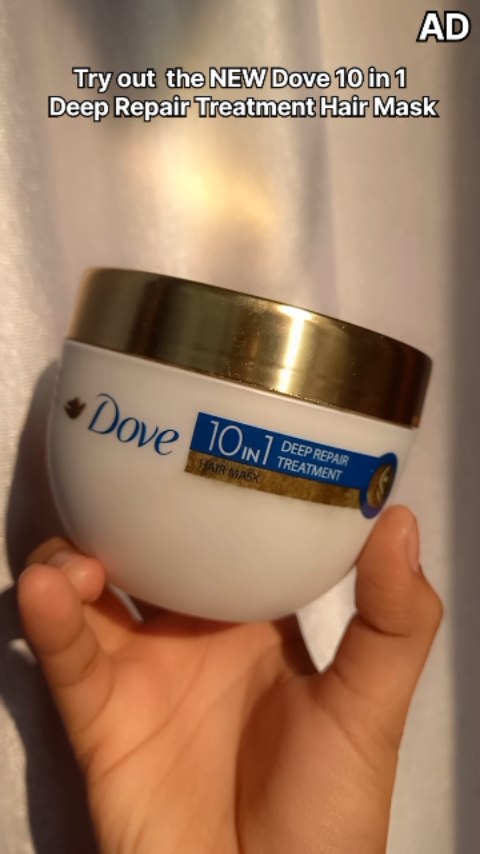 AD
Try out the NEW Dove 10 in 1
Deep Repair Treatment Hair Mask
Dove
10 IN 1
DEEP REPAIR
TREATMENT
HAIR MASK